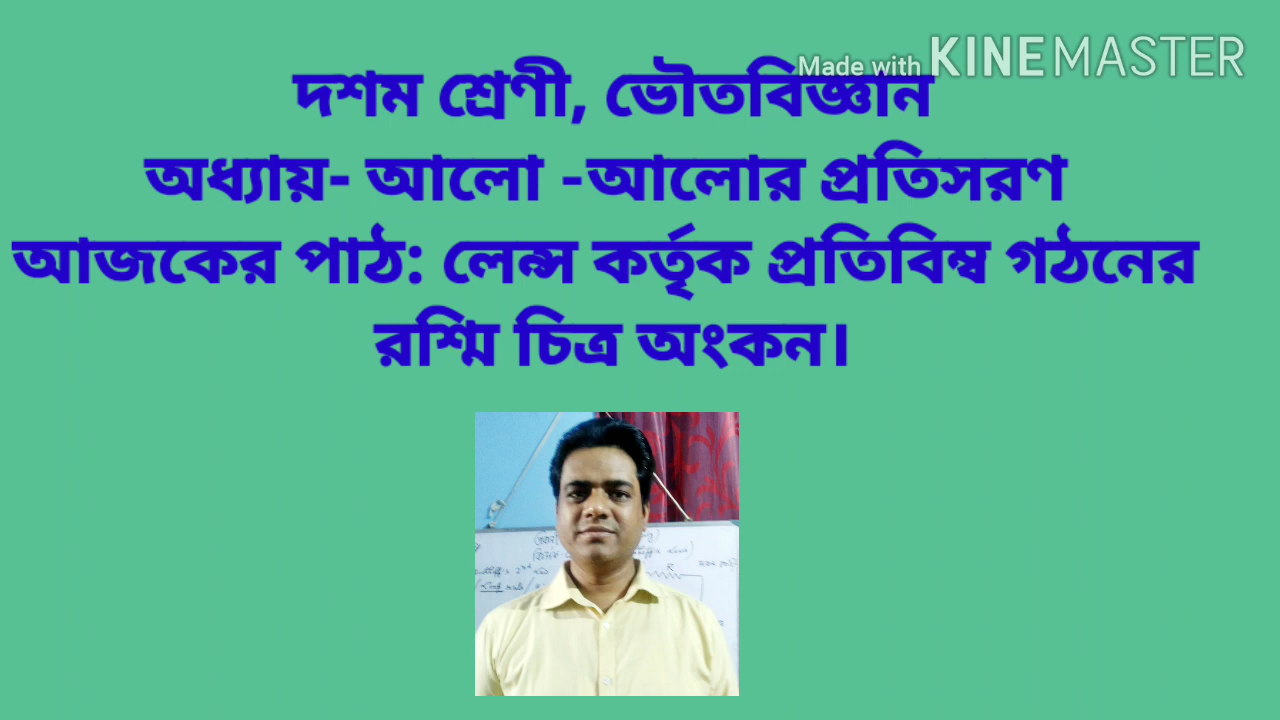 Made with KINEMASTER
দশম শ্রেণী, ভৌতবিজ্ঞান
অধ্যায়- আলো -আলোর প্রতিসরণ
আজকের পাঠ: লেন্স কর্তৃক প্রতিবিম্ব গঠনের
রশ্মি চিত্র অংকন।
R